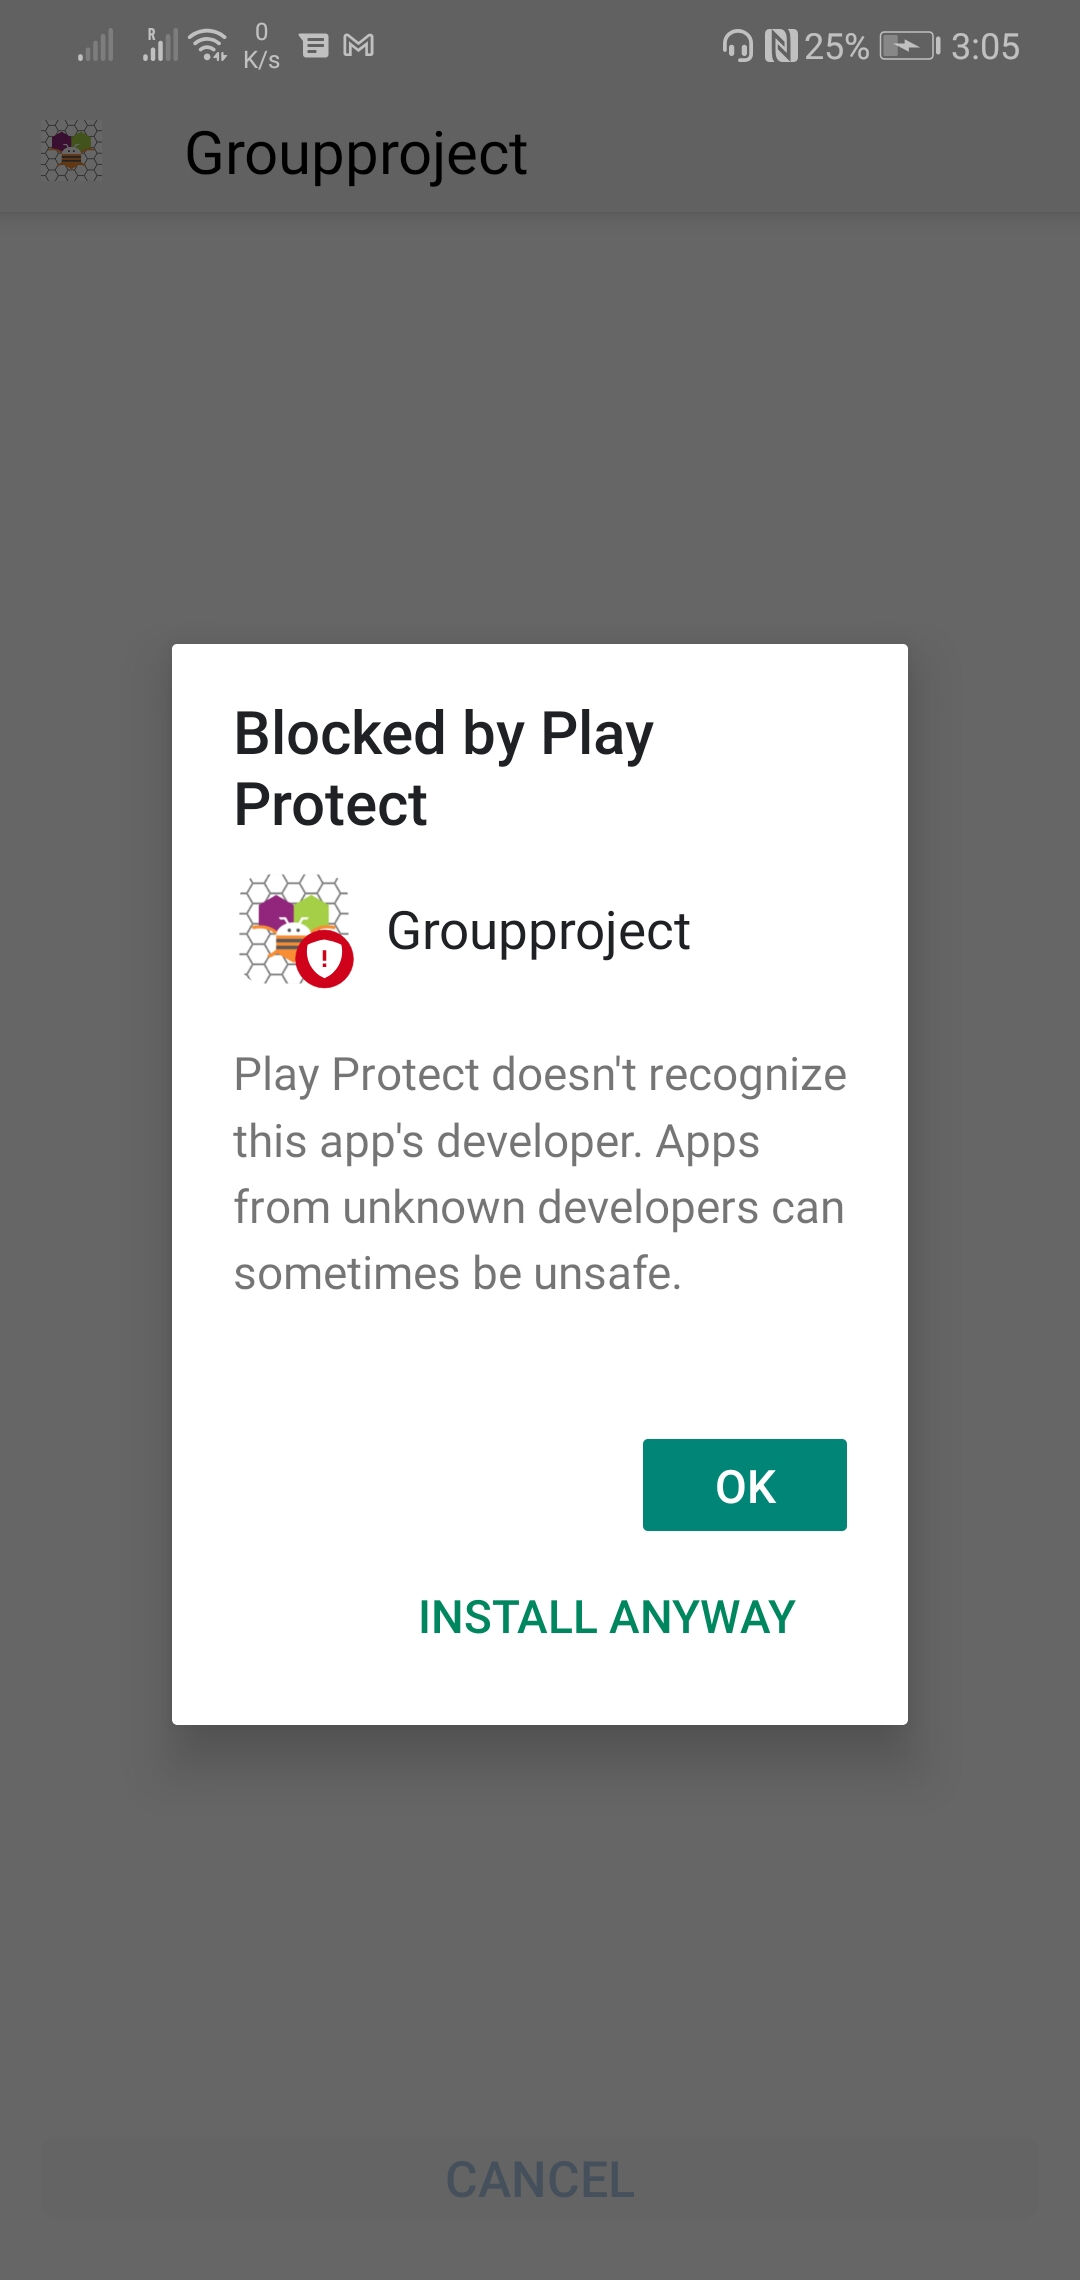 R
0
K/s
25%
3:05
Groupproject
Blocked by Play
Protect
Groupproject
Play Protect doesn't recognize
this app's developer. Apps
from unknown developers can
sometimes be unsafe.
OK
INSTALL ANYWAY
CANCEL